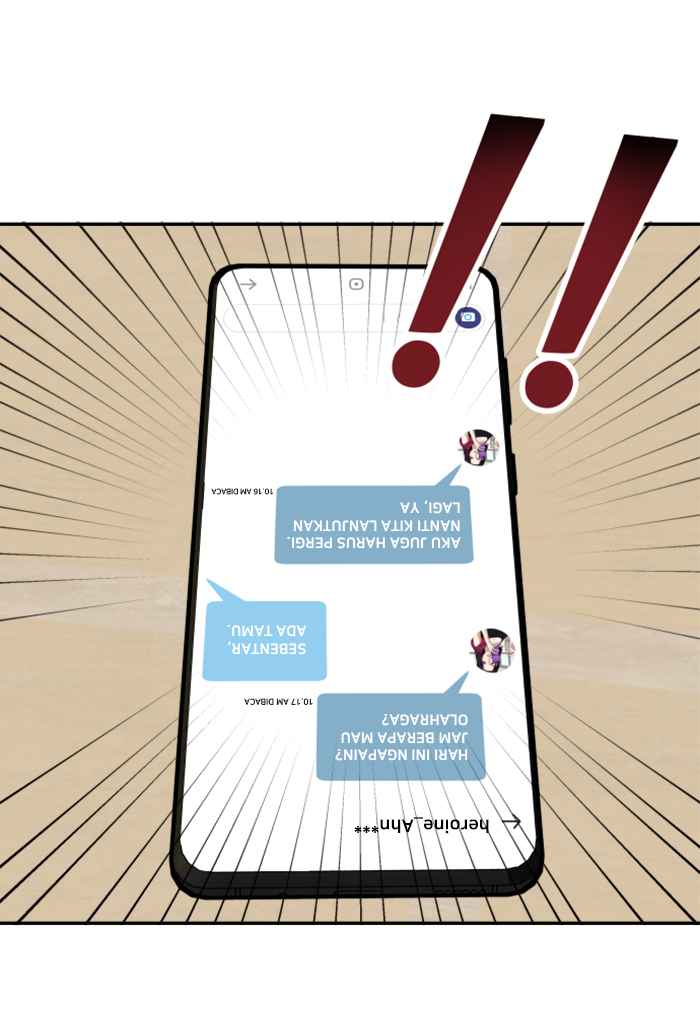 heroine_Ahn***
HARI INI NGAPAIN?
JAM BERAPA MAU
OLAHRAGA?
10.17 AM DIBACA
SEBENTAR,
ADA TAMU.
AKU JUGA HARUS PERGI.
NANTI KITA LANJUTKAN
LAGI, YA
10.16 AM DIBACA
!!